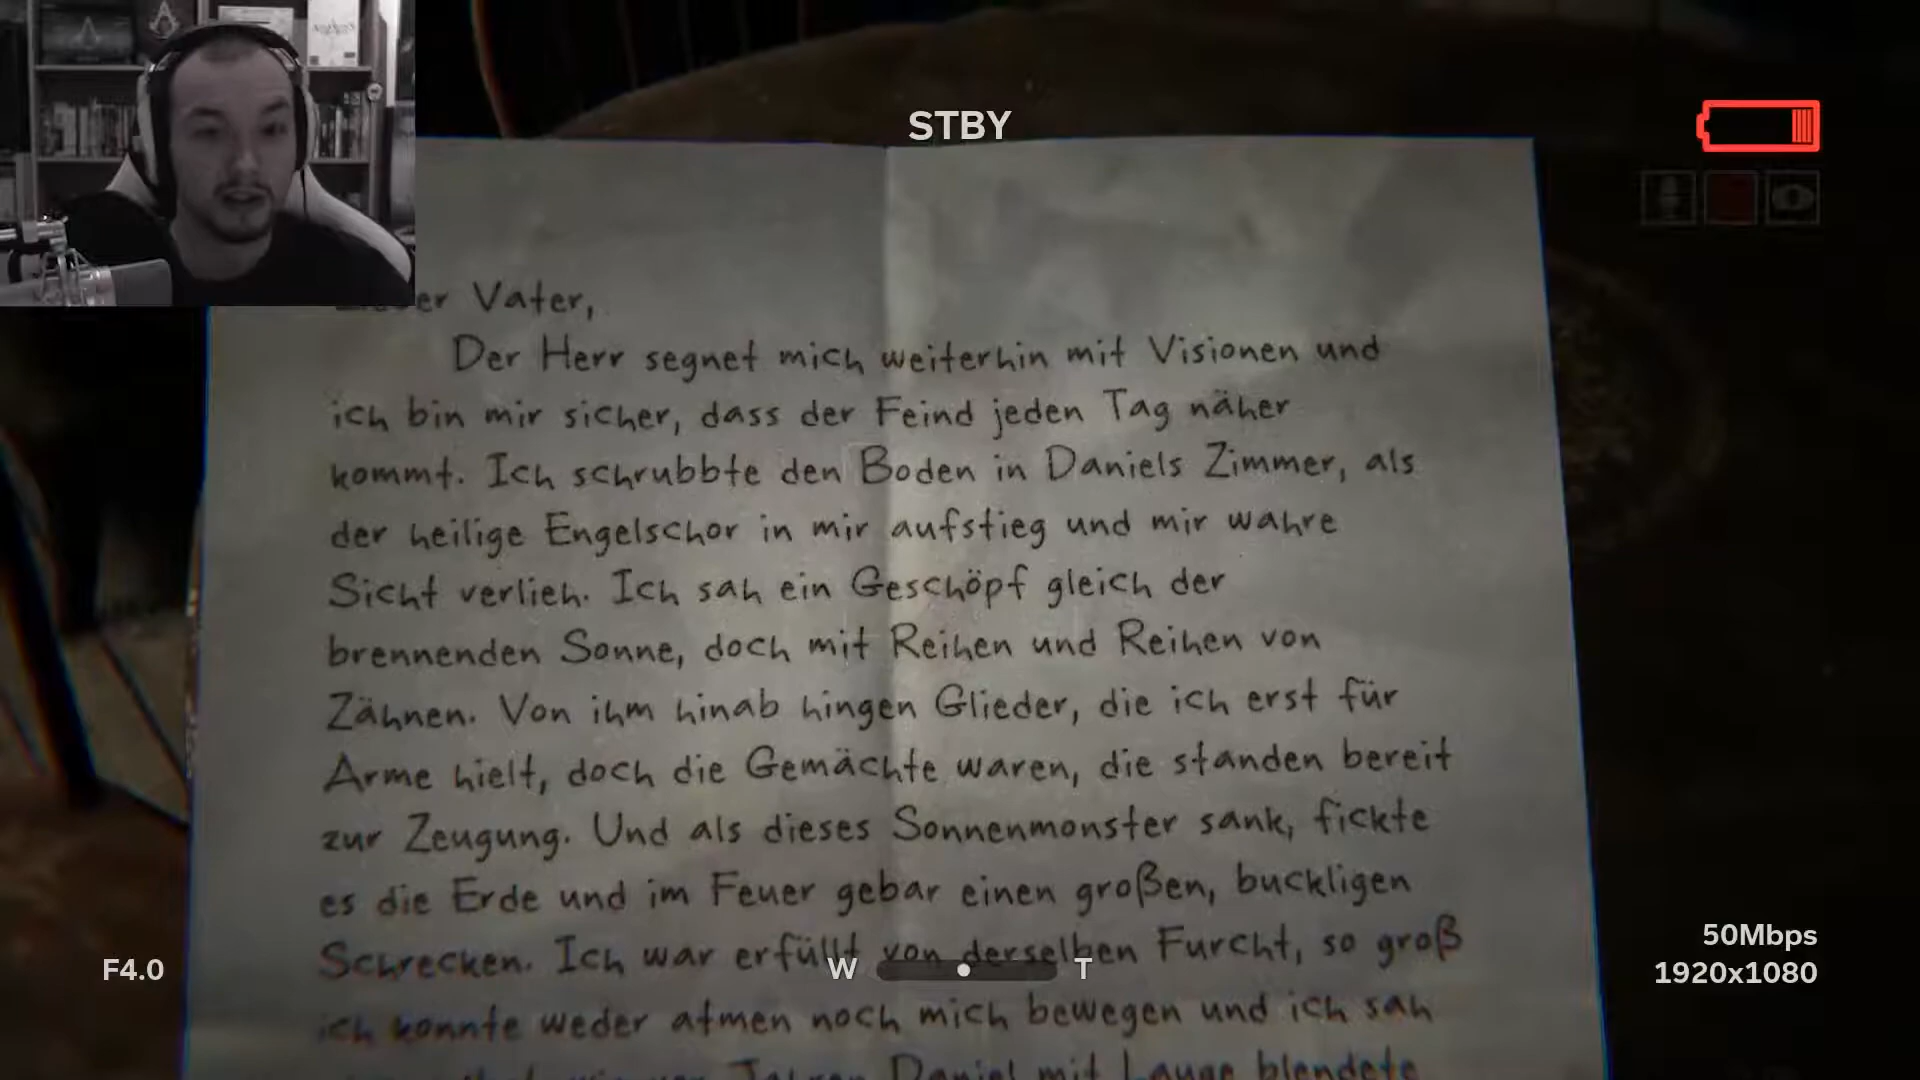 STBY
er Vater,
Der Herr segnet mich weiterhin mit Visionen und
ich bin mir sicher, dass der Feind jeden Tag näher
kommt. Ich schrubbte den Boden in Daniels Zimmer, als
der heilige Engelschor in mir aufstieg und mir wahre
Sicht verlieh. Ich sah ein Geschöpf gleich der
brennenden Sonne, doch mit Reihen und Reihen von
Zähnen. Von ihm hinab hingen Glieder, die ich erst für
Arme hielt, doch die Gemächte waren, die standen bereit
zur Zeugung. Und als dieses Sonnenmonster sank, fickte
es die Erde und im Feuer gebar einen großen, buckligen
Schrecken. Ich war erfüllt von derselben Furcht, so groß
ich konnte weder atmen noch mich bewegen und ich sah
Jahren Daniel mit Lauge blendete
F4.0
W T
50Mbps
1920x1080